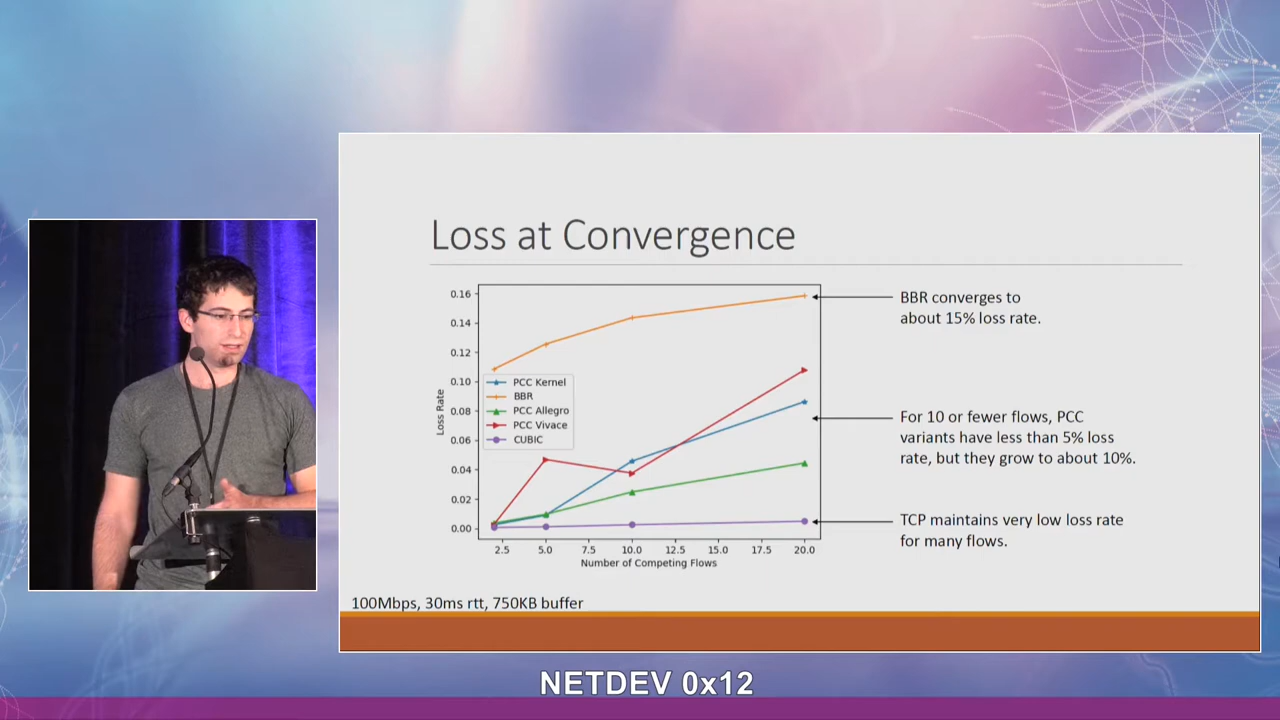 Loss at Convergence
0.16
0.14
0.12
0.10
0.08
0.06
0.04
0.02
0.00
Loss Rate
PCC Kernel
BBR
PCC Allegro
PCC Vivace
CUBIC
2.5 5.0 7.5 10.0 12.5 15.0 17.5 20.0
Number of Competing Flows
BBR converges to
about 15% loss rate.
For 10 or fewer flows, PCC
variants have less than 5% loss
rate, but they grow to about 10%.
TCP maintains very low loss rate
for many flows.
100Mbps, 30ms rtt, 750KB buffer
NETDEV 0x12